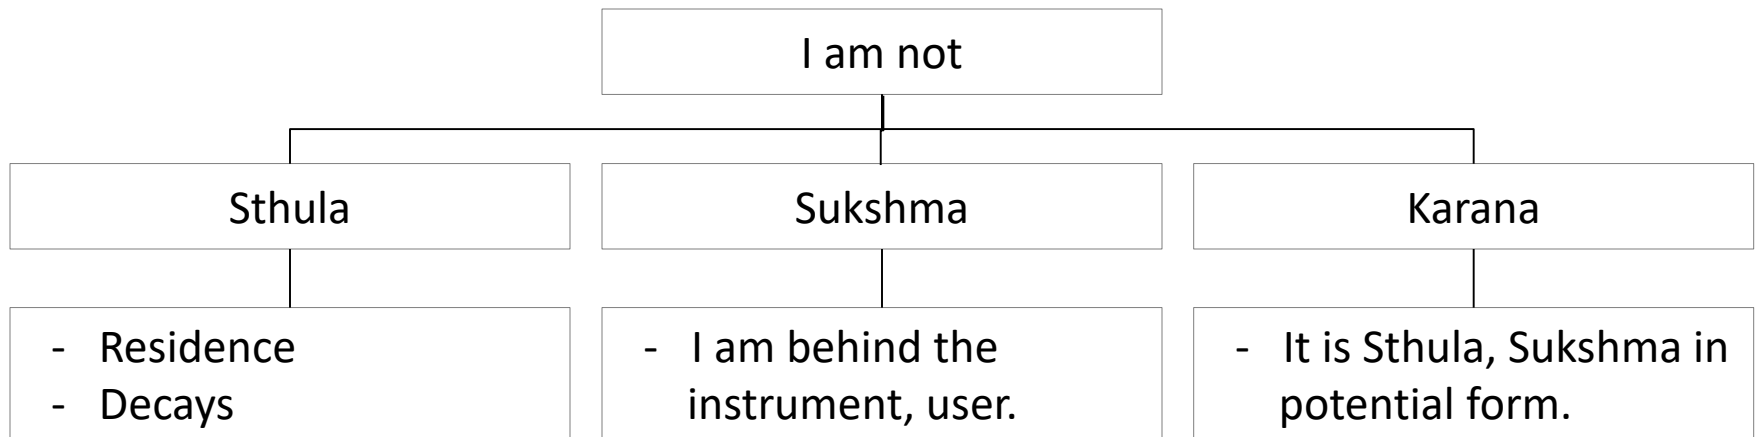 I am not
Sthula
Sukshma
Karana
- Residence
- Decays
- I am behind the
instrument, user.
- It is Sthula, Sukshma in
potential form.